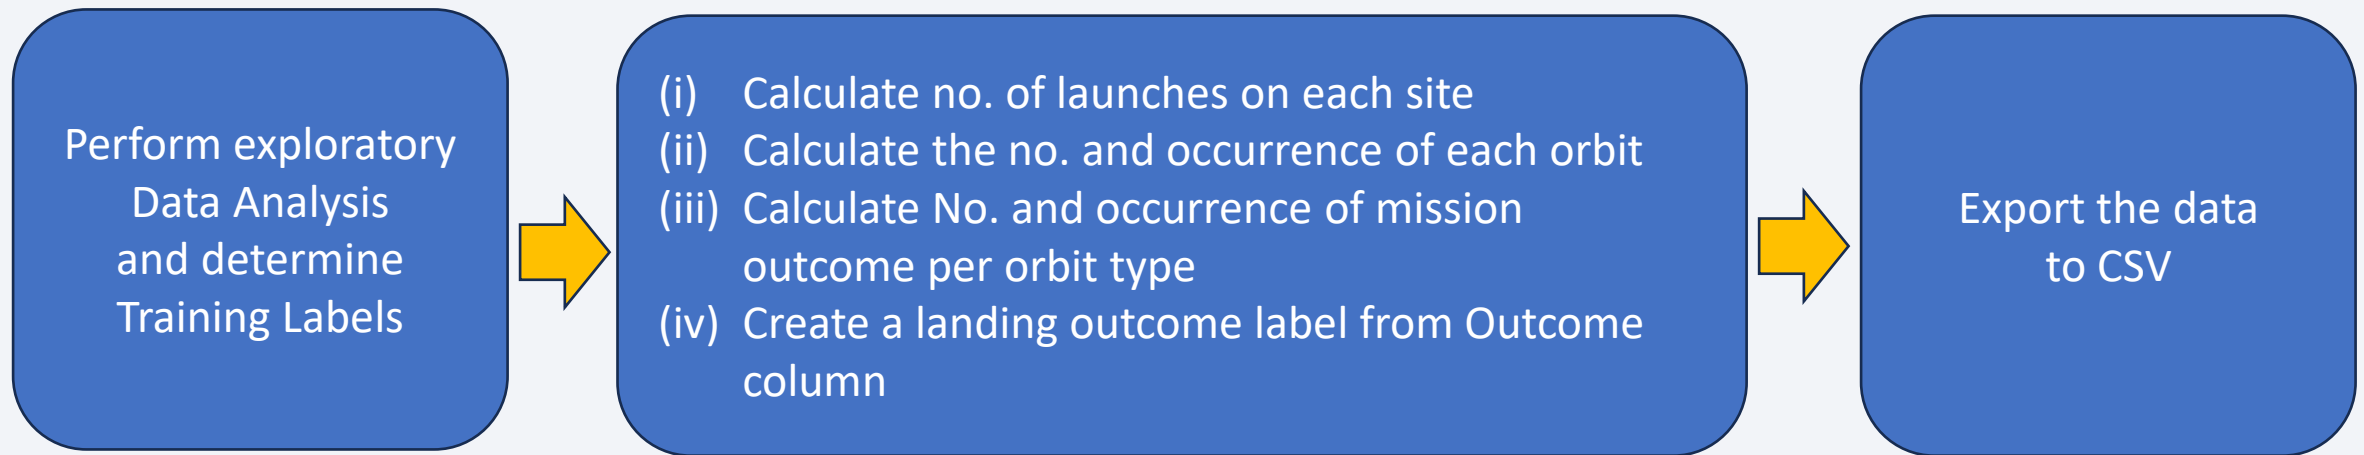 Perform exploratory
Data Analysis
and determine
Training Labels
(i) Calculate no. of launches on each site
(ii) Calculate the no. and occurrence of each orbit
(iii) Calculate No. and occurrence of mission
outcome per orbit type
(iv) Create a landing outcome label from Outcome
column
Export the data
to CSV